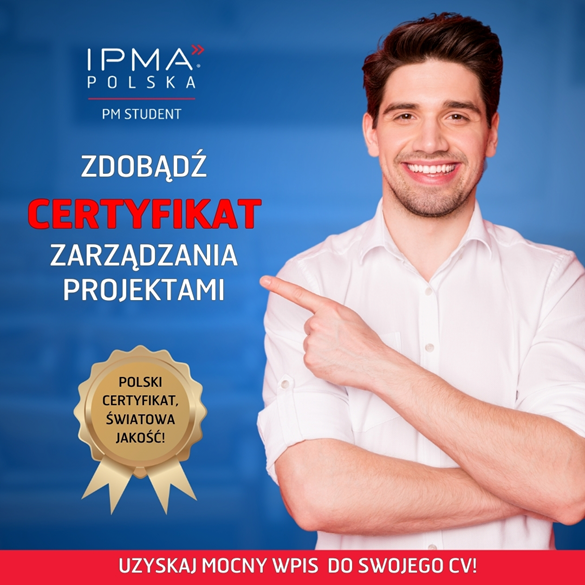 IPMA®
POLSKA
PM STUDENT
ZDOBĄDŹ
CERTYFIKAT
ZARZĄDZANIA
PROJEKTAMI
POLSKI
CERTYFIKAT,
ŚWIATOWA
JAKOŚĆ!
UZYSKAJ MOCNY WPIS DO SWOJEGO CV!